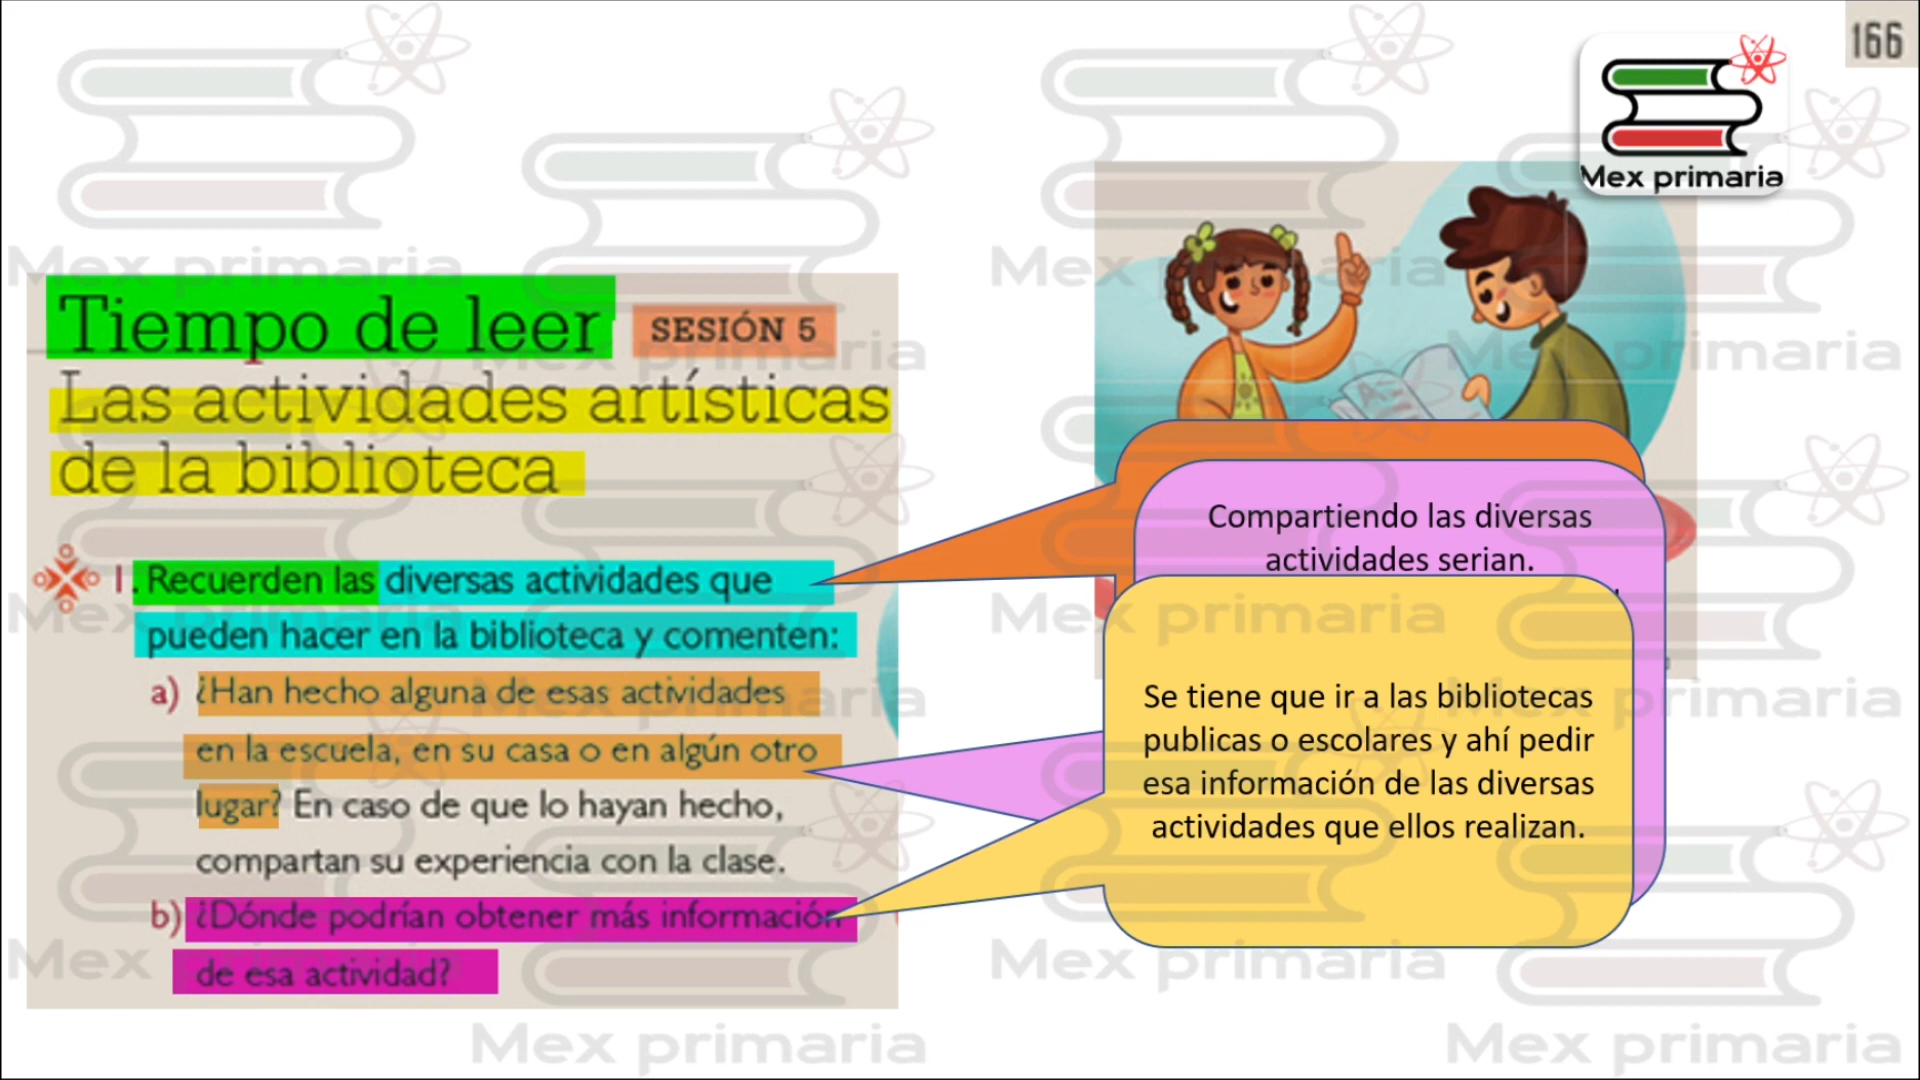 166
Mex primaria
Tiempo de leer
SESIÓN 5
Las actividades artísticas
de la biblioteca
1. Recuerden las diversas actividades que
pueden hacer en la biblioteca y comenten:
a) ¿Han hecho alguna de esas actividades
en la escuela, en su casa o en algún otro
lugar? En caso de que lo hayan hecho,
compartan su experiencia con la clase.
b) ¿Dónde podrían obtener más información
de esa actividad?
Compartiendo las diversas
actividades serian.
Se tiene que ir a las bibliotecas
publicas o escolares y ahí pedir
esa información de las diversas
actividades que ellos realizan.